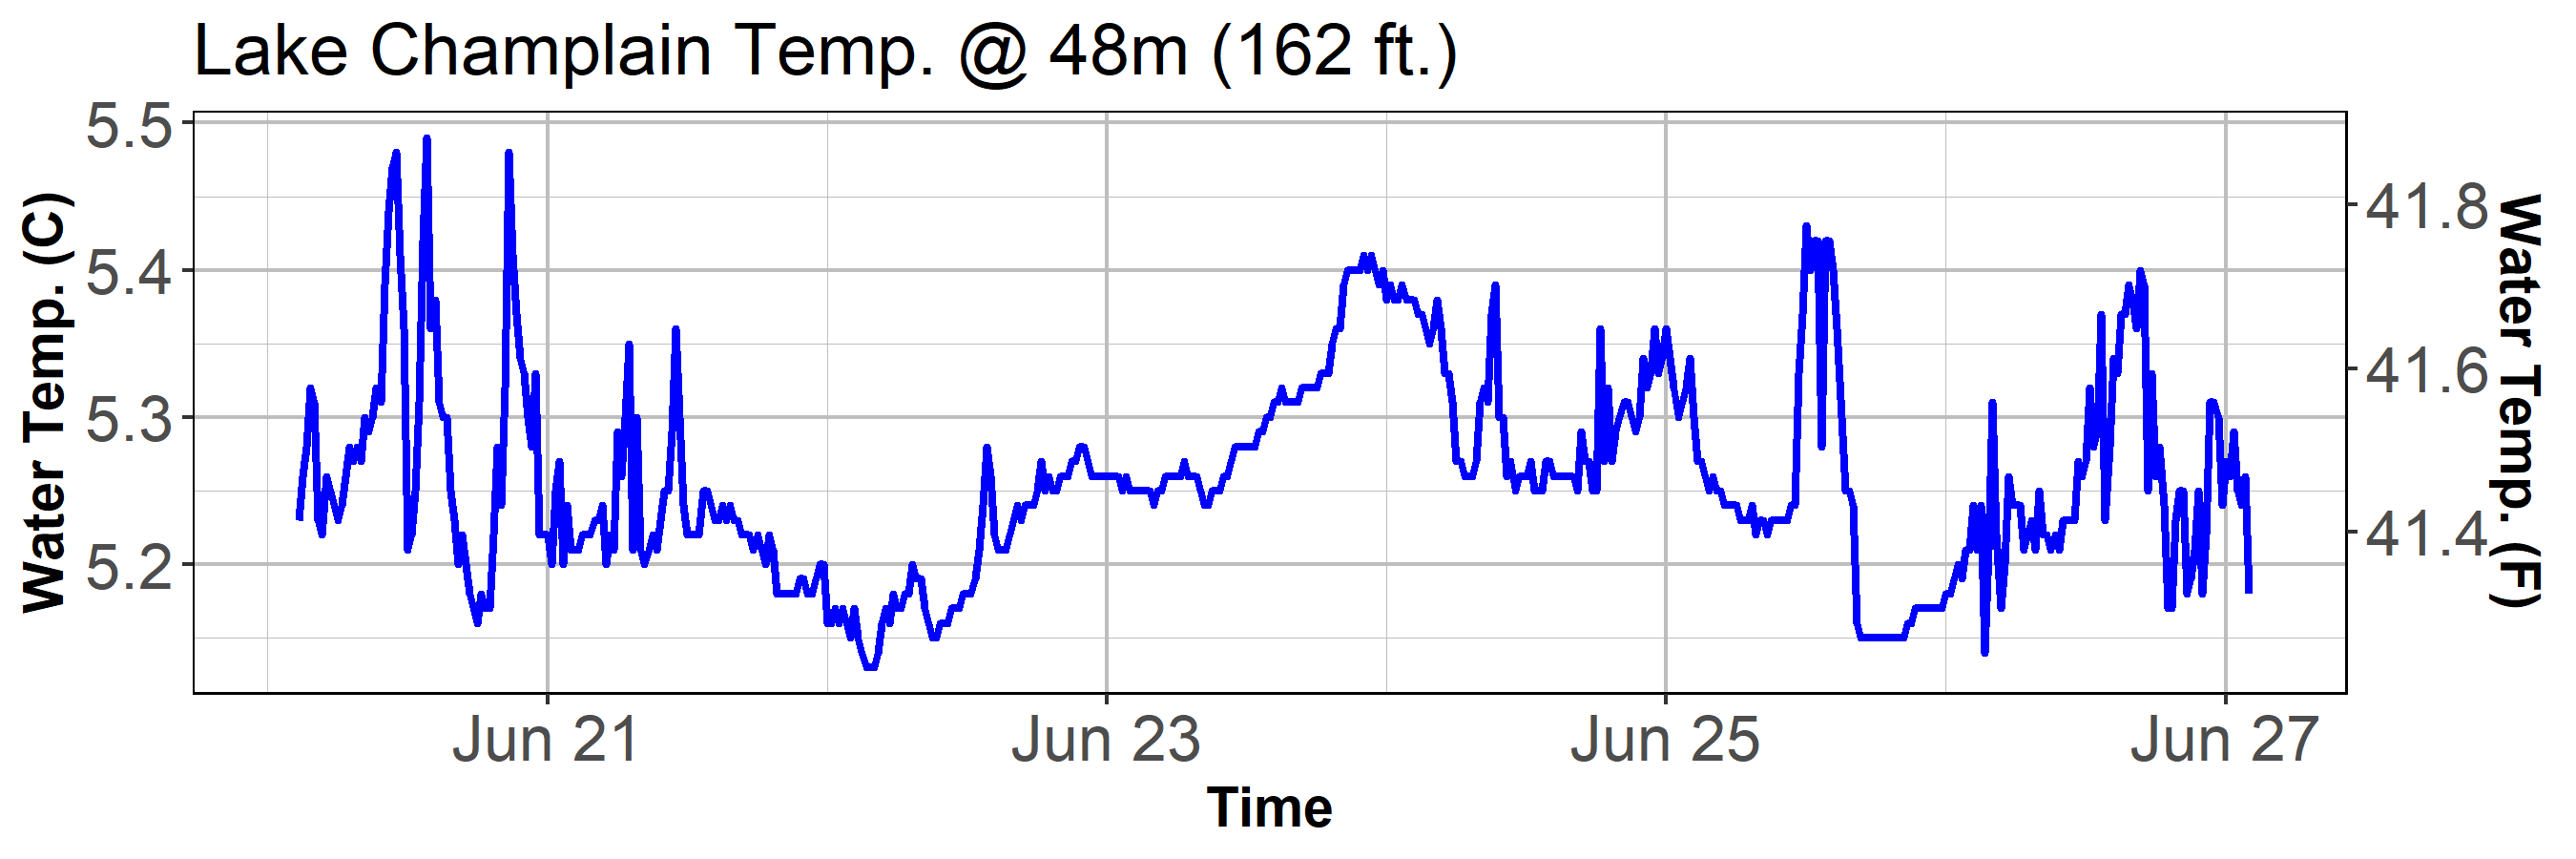 Lake Champlain Temp. @ 48m (162 ft.)
Water Temp. (C)
5.5
5.4
5.3
5.2
41.8
41.6
41.4
Water Temp. (F)
Jun 21 Jun 23 Jun 25 Jun 27
Time